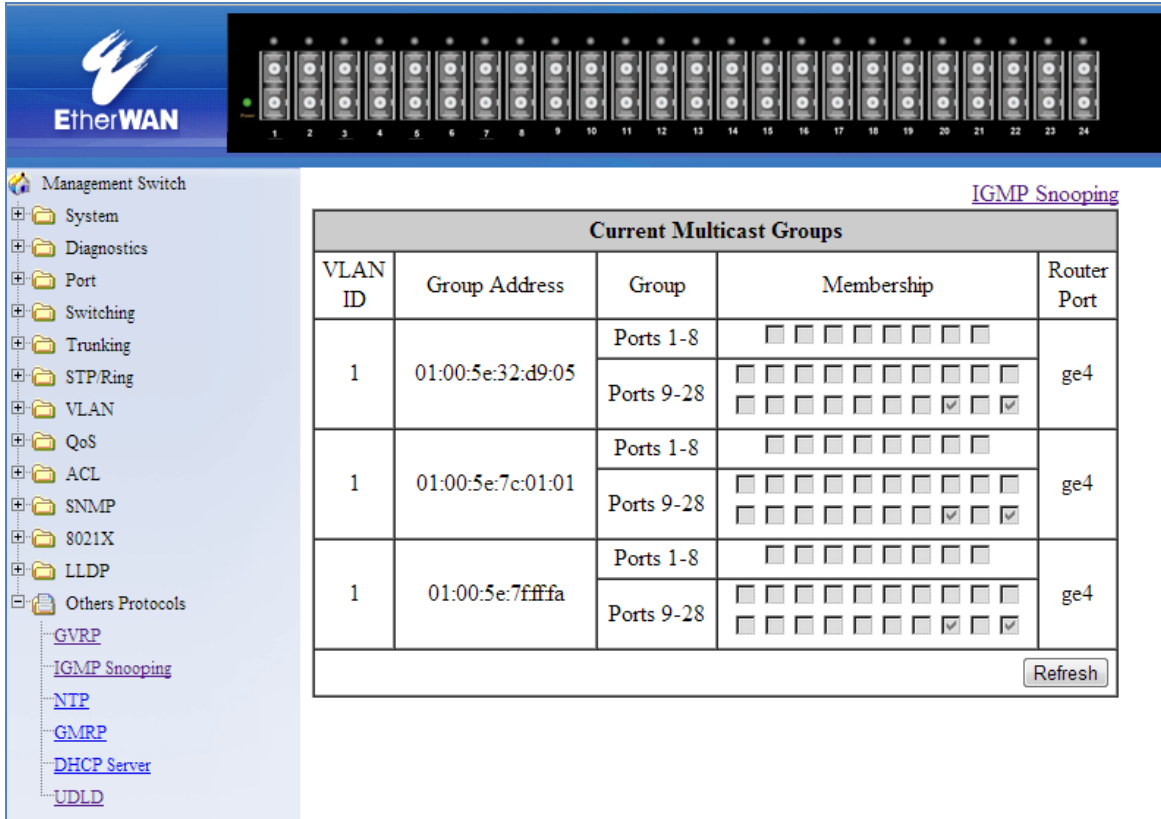 EtherWAN
1 2 3 4 5 6 7 8 9 10 11 12 13 14 15 16 17 18 19 20 21 22 23 24
Management Switch
System
Diagnostics
Port
Switching
Trunking
STP/Ring
VLAN
QoS
ACL
SNMP
8021X
LLDP
Others Protocols
GVRP
IGMP Snooping
NTP
GMRP
DHCP Server
UDLD
IGMP Snooping
Current Multicast Groups
VLAN ID Group Address Group Membership Router Port
1 01:00:5e:32:d9:05 Ports 1-8 ge4
Ports 9-28
1 01:00:5e:7c:01:01 Ports 1-8 ge4
Ports 9-28
1 01:00:5e:7f:ff:fa Ports 1-8 ge4
Ports 9-28
Refresh